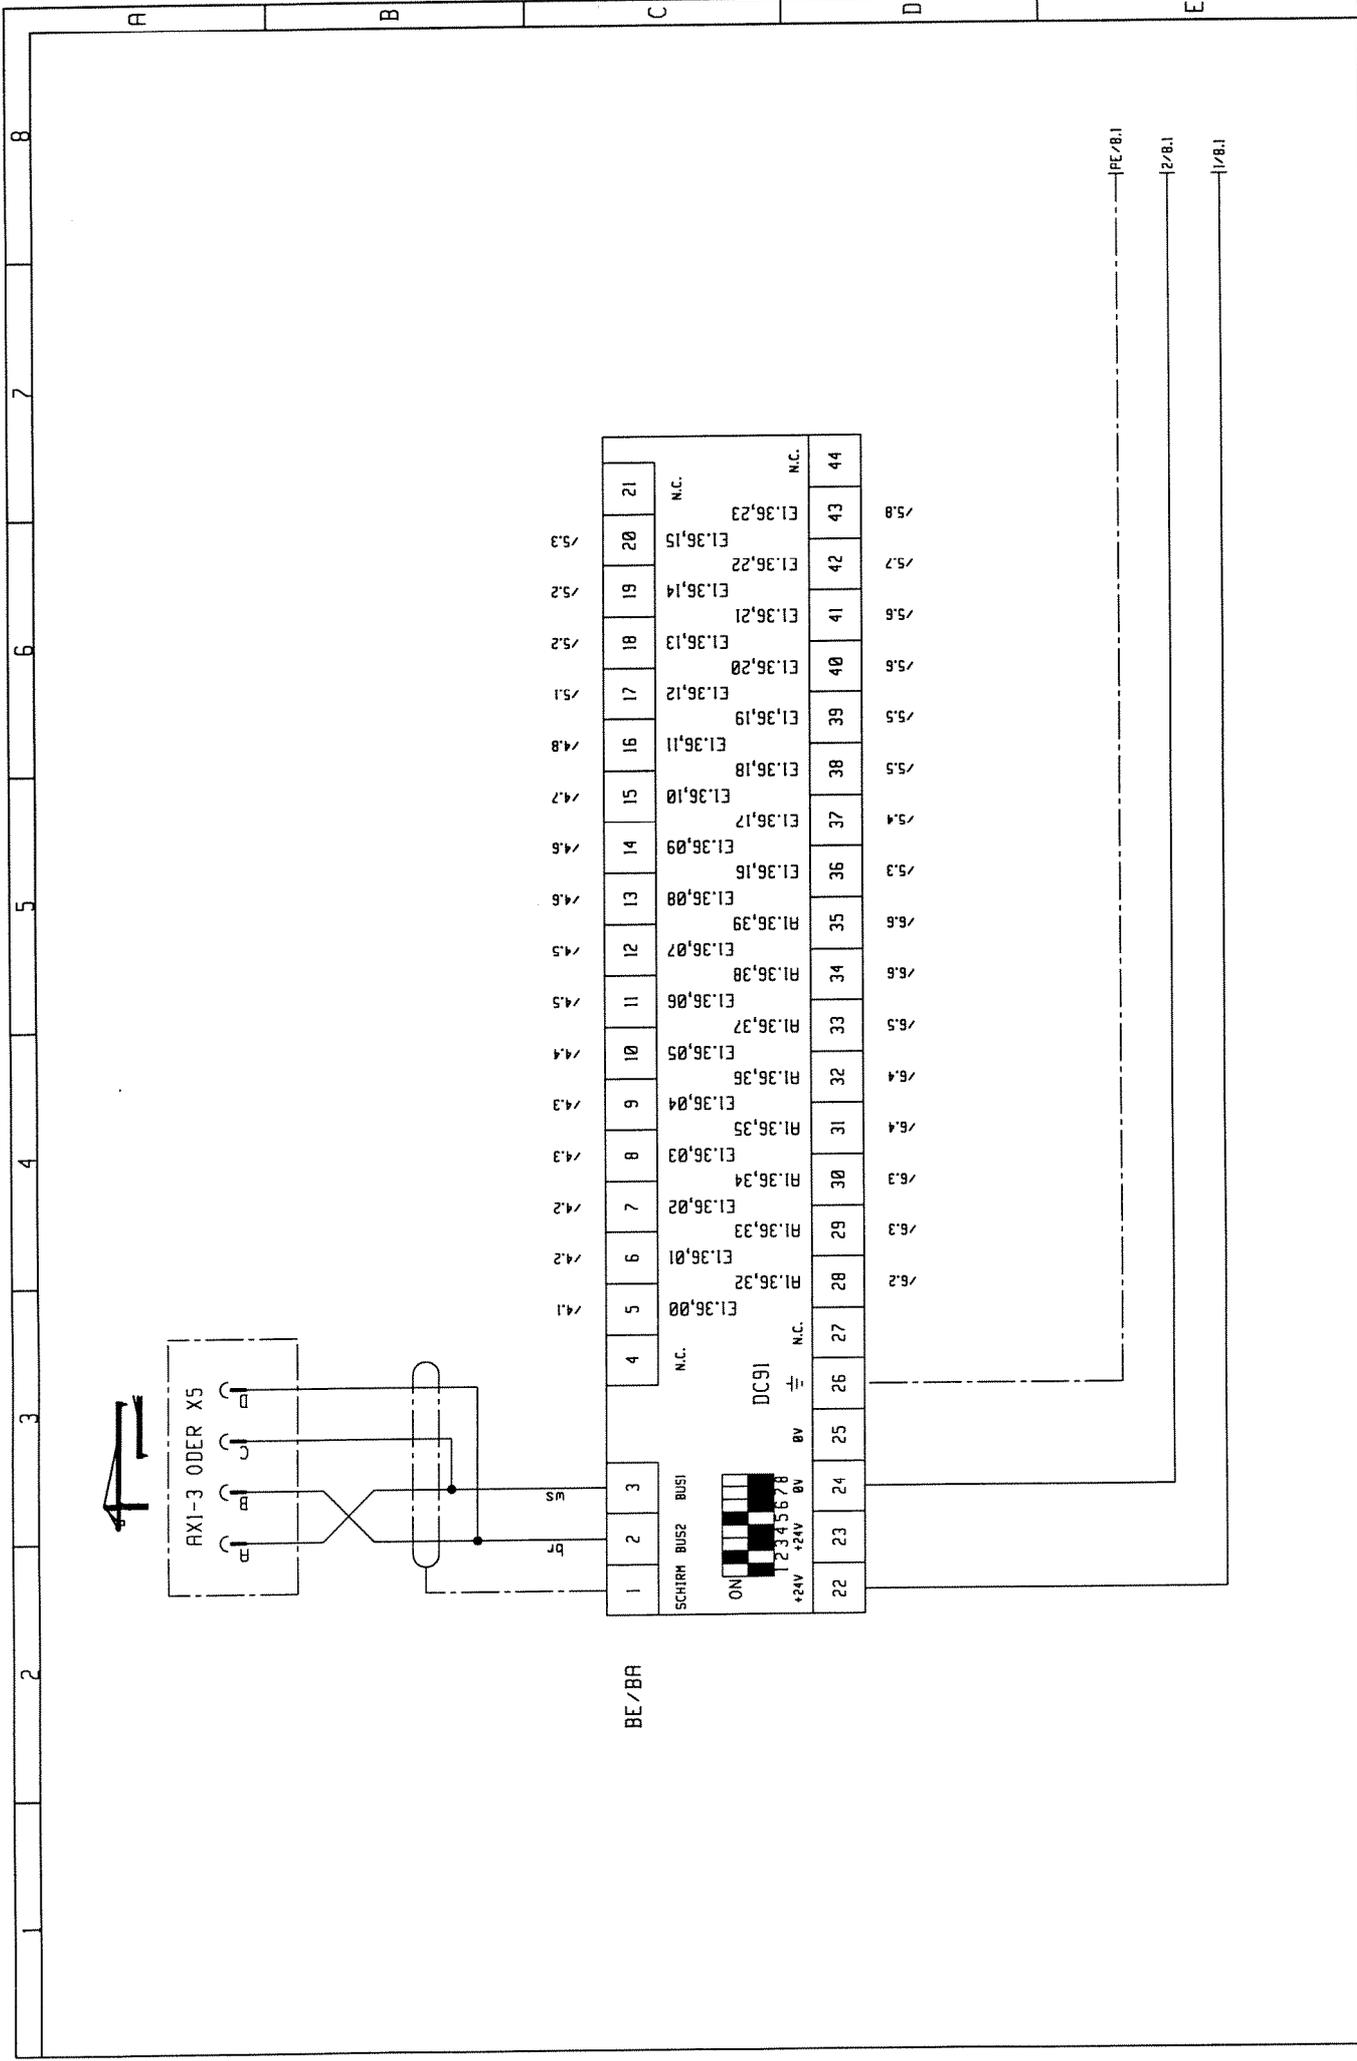 1 2 3 4 5 6 7 8
A
B
C
D
E
AX1-3 ODER X5
A B C D
br ws
/4.1 /4.2 /4.2 /4.3 /4.3 /4.4 /4.5 /4.5 /4.6 /4.6 /4.7 /4.8 /5.1 /5.2 /5.2 /5.3
BE/BA
1 2 3 4 5 6 7 8 9 10 11 12 13 14 15 16 17 18 19 20 21
SCHIRM BUS2 BUS1 N.C. E1.36,00 E1.36,01 E1.36,02 E1.36,03 E1.36,04 E1.36,05 E1.36,06 E1.36,07 E1.36,08 E1.36,09 E1.36,10 E1.36,11 E1.36,12 E1.36,13 E1.36,14 E1.36,15 N.C.
ON
DC91
1 2 3 4 5 6 7 8
+24V +24V 0V 0V N.C. A1.36,32 A1.36,33 A1.36,34 A1.36,35 A1.36,36 A1.36,37 A1.36,38 A1.36,39 E1.36,16 E1.36,17 E1.36,18 E1.36,19 E1.36,20 E1.36,21 E1.36,22 E1.36,23 N.C.
22 23 24 25 26 27 28 29 30 31 32 33 34 35 36 37 38 39 40 41 42 43 44
/6.2 /6.3 /6.3 /6.4 /6.4 /6.5 /6.6 /6.6 /5.3 /5.4 /5.5 /5.5 /5.6 /5.6 /5.7 /5.8
PE/8.1
2/8.1
1/8.1